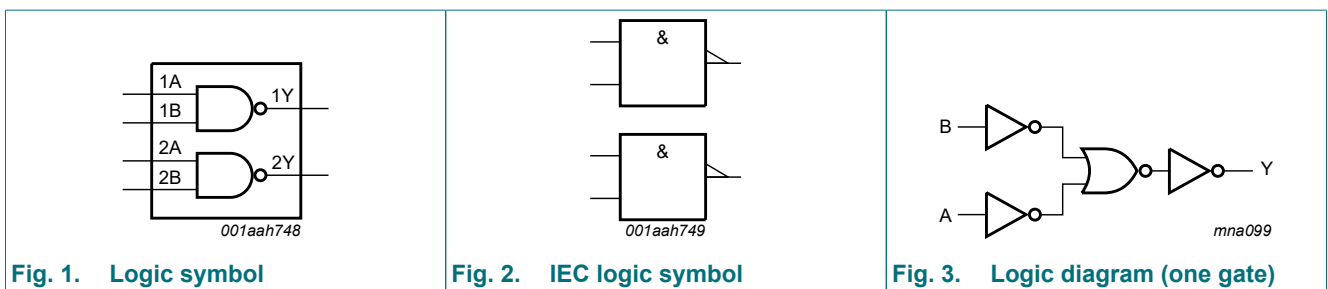 1A
1B
1Y
2A
2B
2Y
001aah748
Fig. 1. Logic symbol
&
&
001aah749
Fig. 2. IEC logic symbol
B
A
Y
mna099
Fig. 3. Logic diagram (one gate)